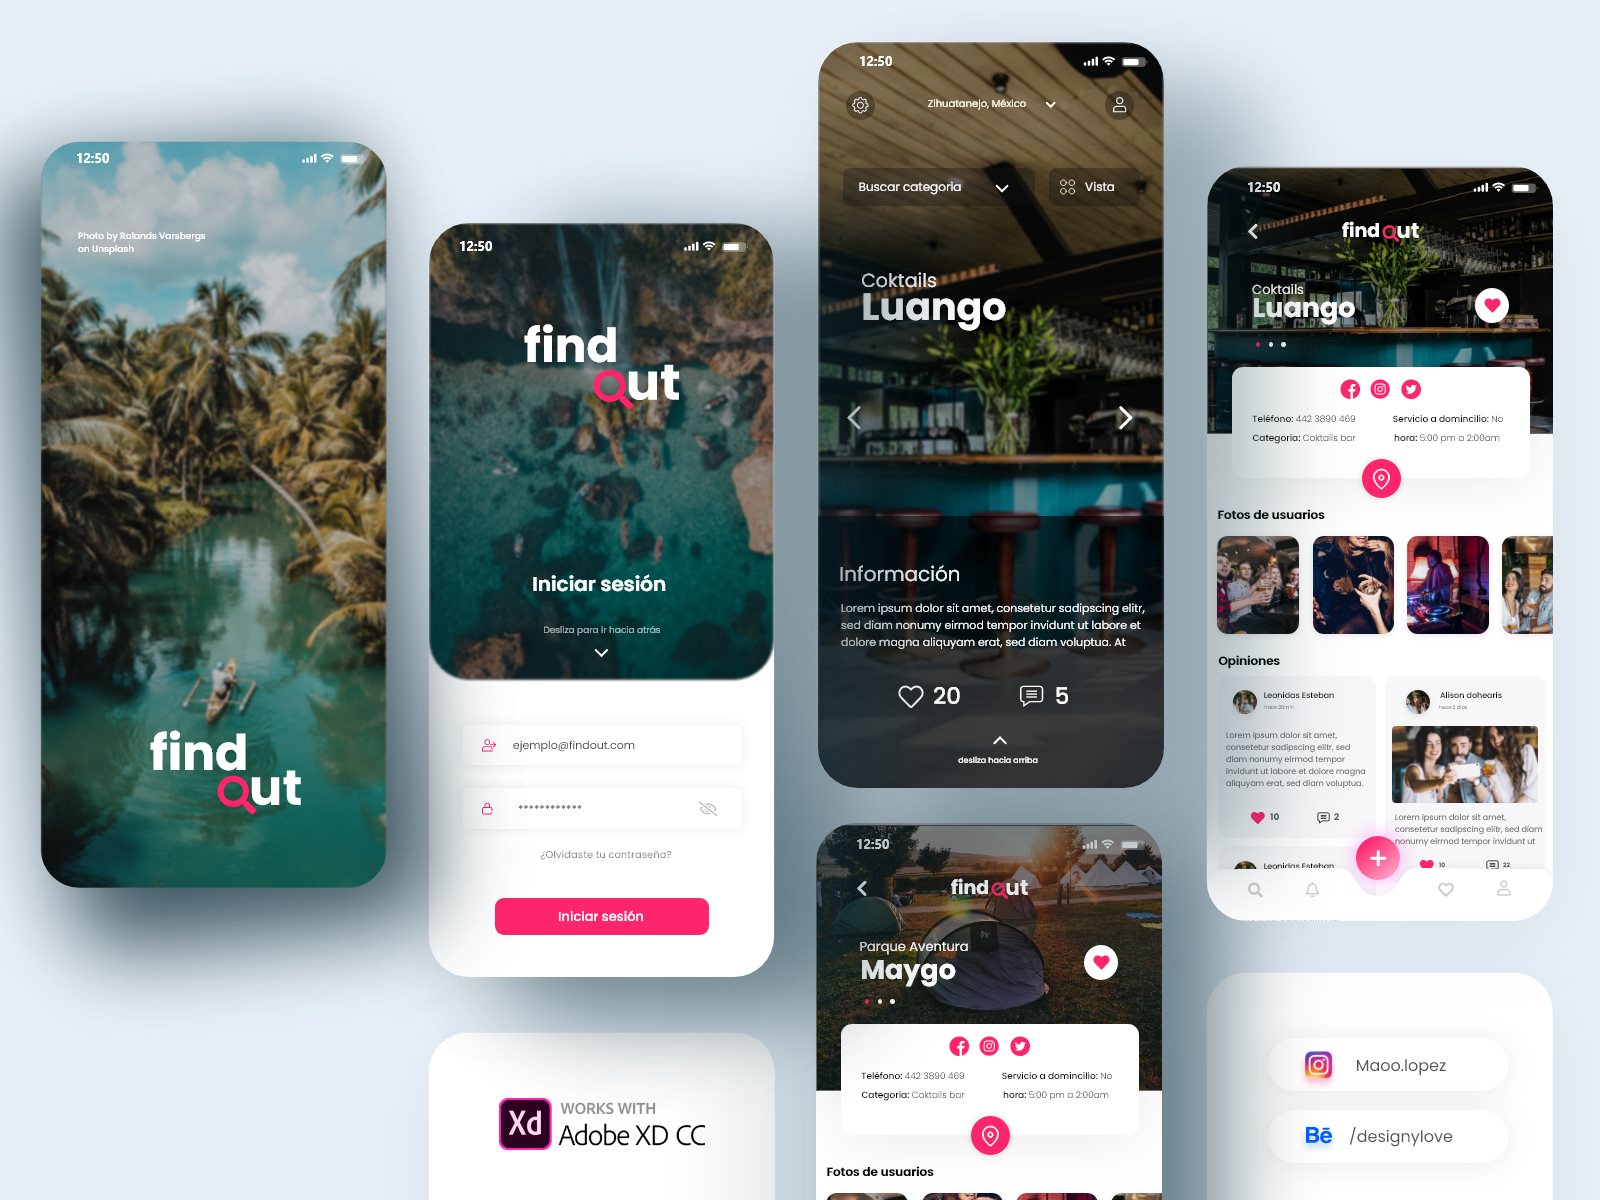 12:50
Photo by Rolands Varsbergs
on Unsplash
find
out
12:50
find
out
Iniciar sesión
Desliza para ir hacia atrás
ejemplo@findout.com
************
¿Olvidaste tu contraseña?
Iniciar sesión
Xd
WORKS WITH
Adobe XD CC
12:50
Zihuatanejo, México
Buscar categoria
Vista
Coktails
Luango
Información
Lorem ipsum dolor sit amet, consetetur sadipscing elitr,
sed diam nonumy eirmod tempor invidunt ut labore et
dolore magna aliquyam erat, sed diam voluptua. At
20
5
desliza hacia arriba
12:50
find out
Parque Aventura
Maygo
Teléfono: 442 3890 469
Servicio a domincilio: No
Categoria: Coktails bar
hora: 5:00 pm a 2:00am
Fotos de usuarios
12:50
find out
Coktails
Luango
Teléfono: 442 3890 469
Servicio a domincilio: No
Categoria: Coktails bar
hora: 5:00 pm a 2:00am
Fotos de usuarios
Opiniones
Leonidas Esteban
hace 30min
Lorem ipsum dolor sit amet,
consetetur sadipscing elitr, sed
diam nonumy eirmod tempor
invidunt ut labore et dolore magna
aliquyam erat, sed diam voluptua.
10
2
Alison dohearis
hace 2 dias
Lorem ipsum dolor sit amet,
consetetur sadipscing elitr, sed diam
nonumy eirmod tempor invidunt ut
10
22
Leonidas Esteban
Maoo.lopez
Bē
/designylove